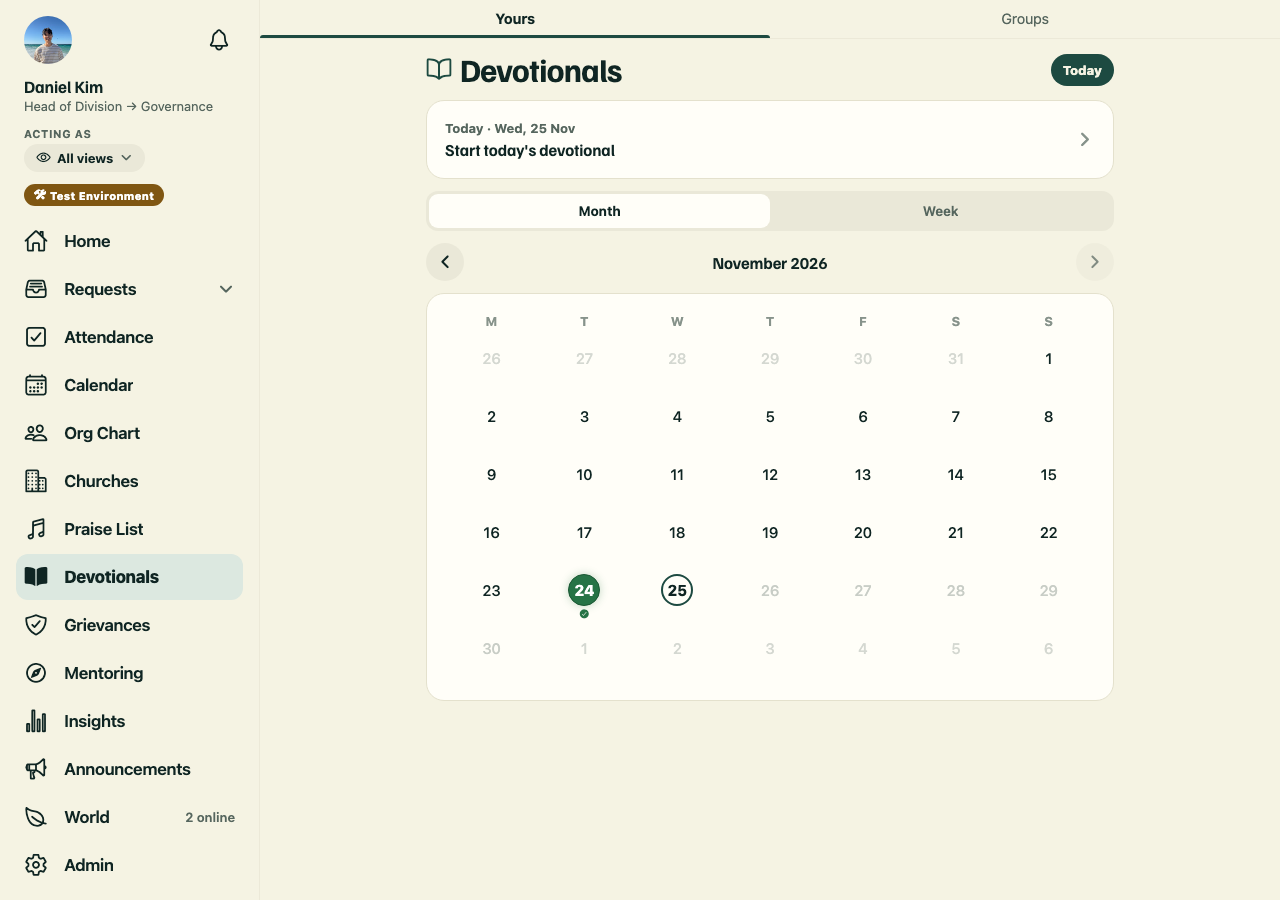 Daniel Kim
Head of Division → Governance
ACTING AS
All views
🛠 Test Environment
Home
Requests
Attendance
Calendar
Org Chart
Churches
Praise List
Devotionals
Grievances
Mentoring
Insights
Announcements
World 2 online
Admin
Yours Groups
Devotionals Today
Today · Wed, 25 Nov
Start today's devotional
Month Week
November 2026
M T W T F S S
26 27 28 29 30 31 1
2 3 4 5 6 7 8
9 10 11 12 13 14 15
16 17 18 19 20 21 22
23 24 25 26 27 28 29
30 1 2 3 4 5 6